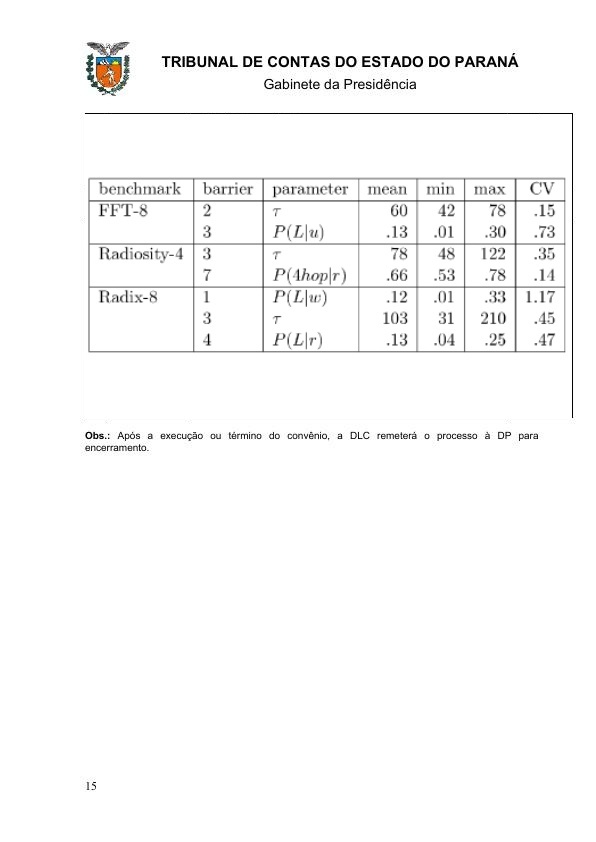 TRIBUNAL DE CONTAS DO ESTADO DO PARANÁ
Gabinete da Presidência
benchmark barrier parameter mean min max CV
FFT-8 2 τ 60 42 78 .15
3 P(L|u) .13 .01 .30 .73
Radiosity-4 3 τ 78 48 122 .35
7 P(4hop|r) .66 .53 .78 .14
Radix-8 1 P(L|w) .12 .01 .33 1.17
3 τ 103 31 210 .45
4 P(L|r) .13 .04 .25 .47
Obs.: Após a execução ou término do convênio, a DLC remeterá o processo à DP para
encerramento.
15